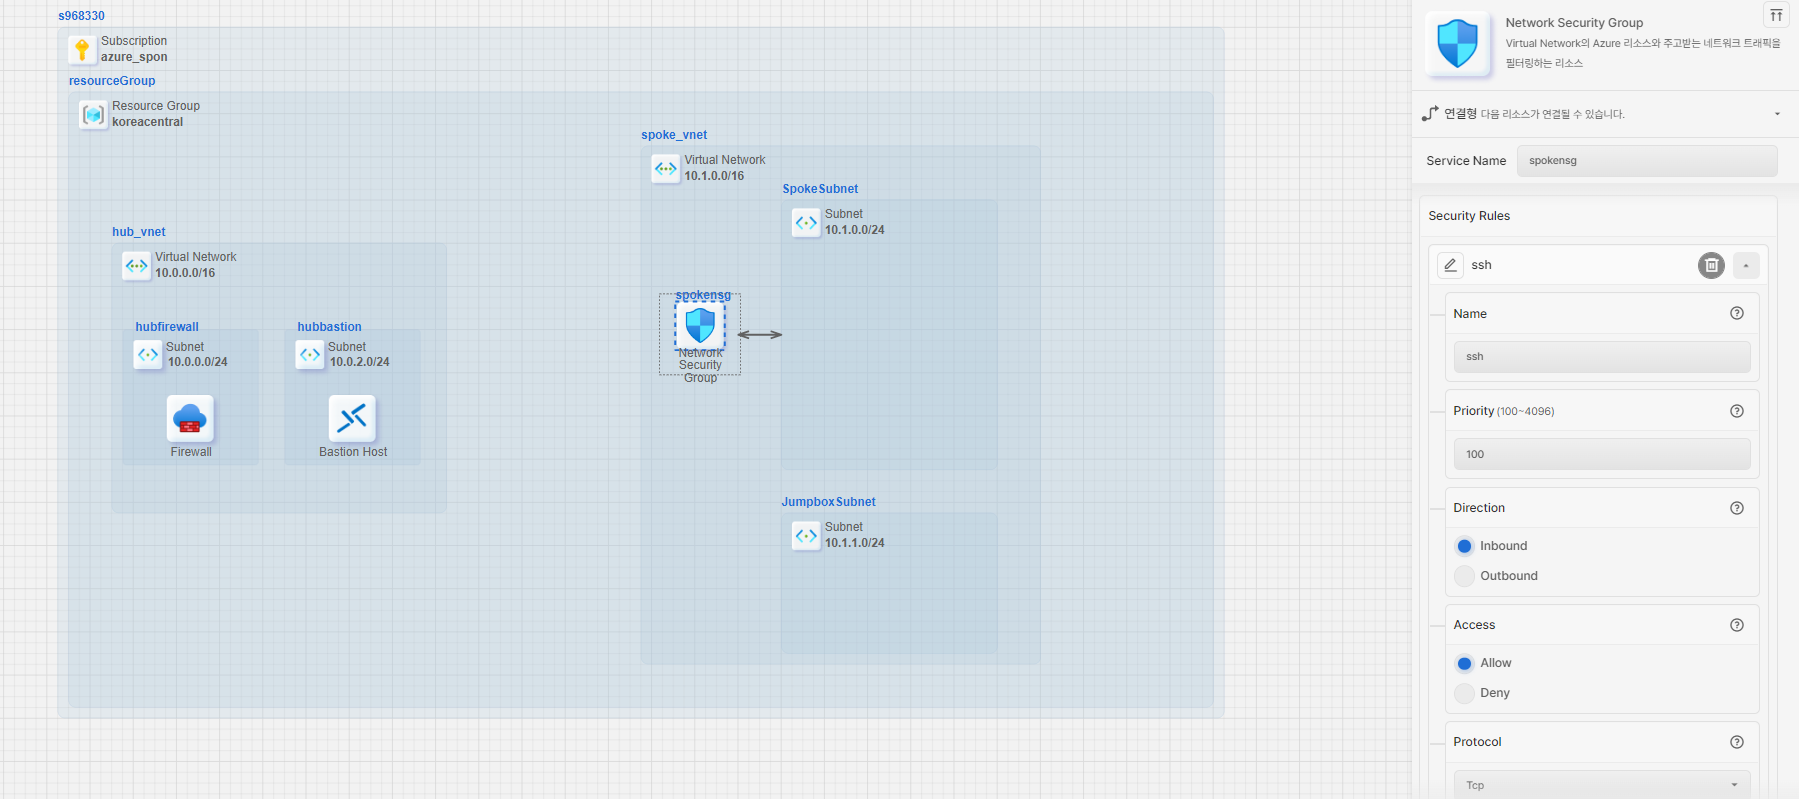 s968330
Subscription
azure_spon
resourceGroup
Resource Group
koreacentral
hub_vnet
Virtual Network
10.0.0.0/16
hubfirewall
Subnet
10.0.0.0/24
Firewall
hubbastion
Subnet
10.0.2.0/24
Bastion Host
spoke_vnet
Virtual Network
10.1.0.0/16
SpokeSubnet
Subnet
10.1.0.0/24
spokensg
Network
Security
Group
JumpboxSubnet
Subnet
10.1.1.0/24
Network Security Group
Virtual Network의 Azure 리소스와 주고받는 네트워크 트래픽을
필터링하는 리소스
연결형 다음 리소스가 연결될 수 있습니다.
Service Name spokensg
Security Rules
ssh
Name
ssh
Priority (100~4096)
100
Direction
Inbound
Outbound
Access
Allow
Deny
Protocol
Tcp